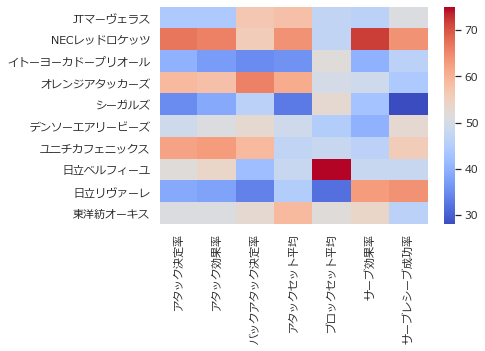 JTマーヴェラス
NECレッドロケッツ
イトーヨーカドープリオール
オレンジアタッカーズ
シーガルズ
デンソーエアリービーズ
ユニチカフェニックス
日立ベルフィーユ
日立リヴァーレ
東洋紡オーキス
アタック決定率
アタック効果率
バックアタック決定率
アタックセット平均
ブロックセット平均
サーブ効果率
サーブレシーブ成功率
70
60
50
40
30